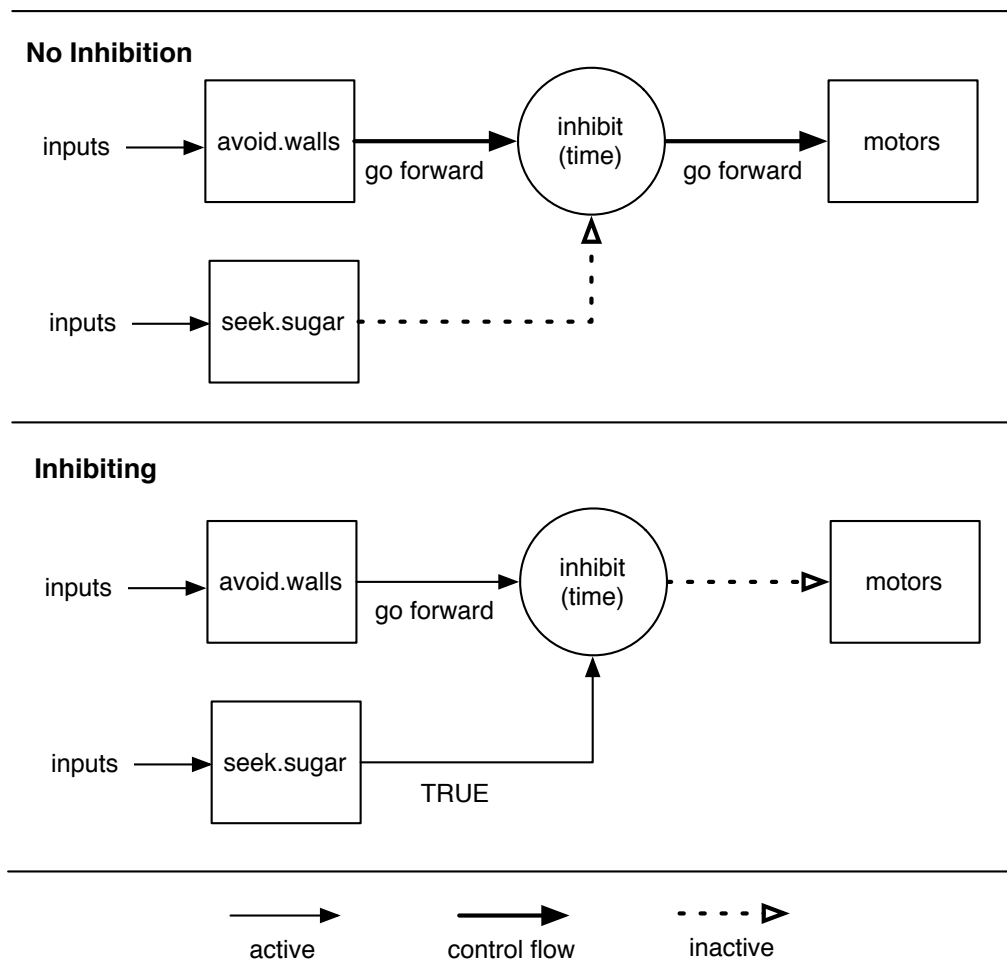 No Inhibition
inputs
avoid.walls
go forward
inhibit
(time)
go forward
motors
inputs
seek.sugar
Inhibiting
inputs
avoid.walls
go forward
inhibit
(time)
motors
inputs
seek.sugar
TRUE
active
control flow
inactive